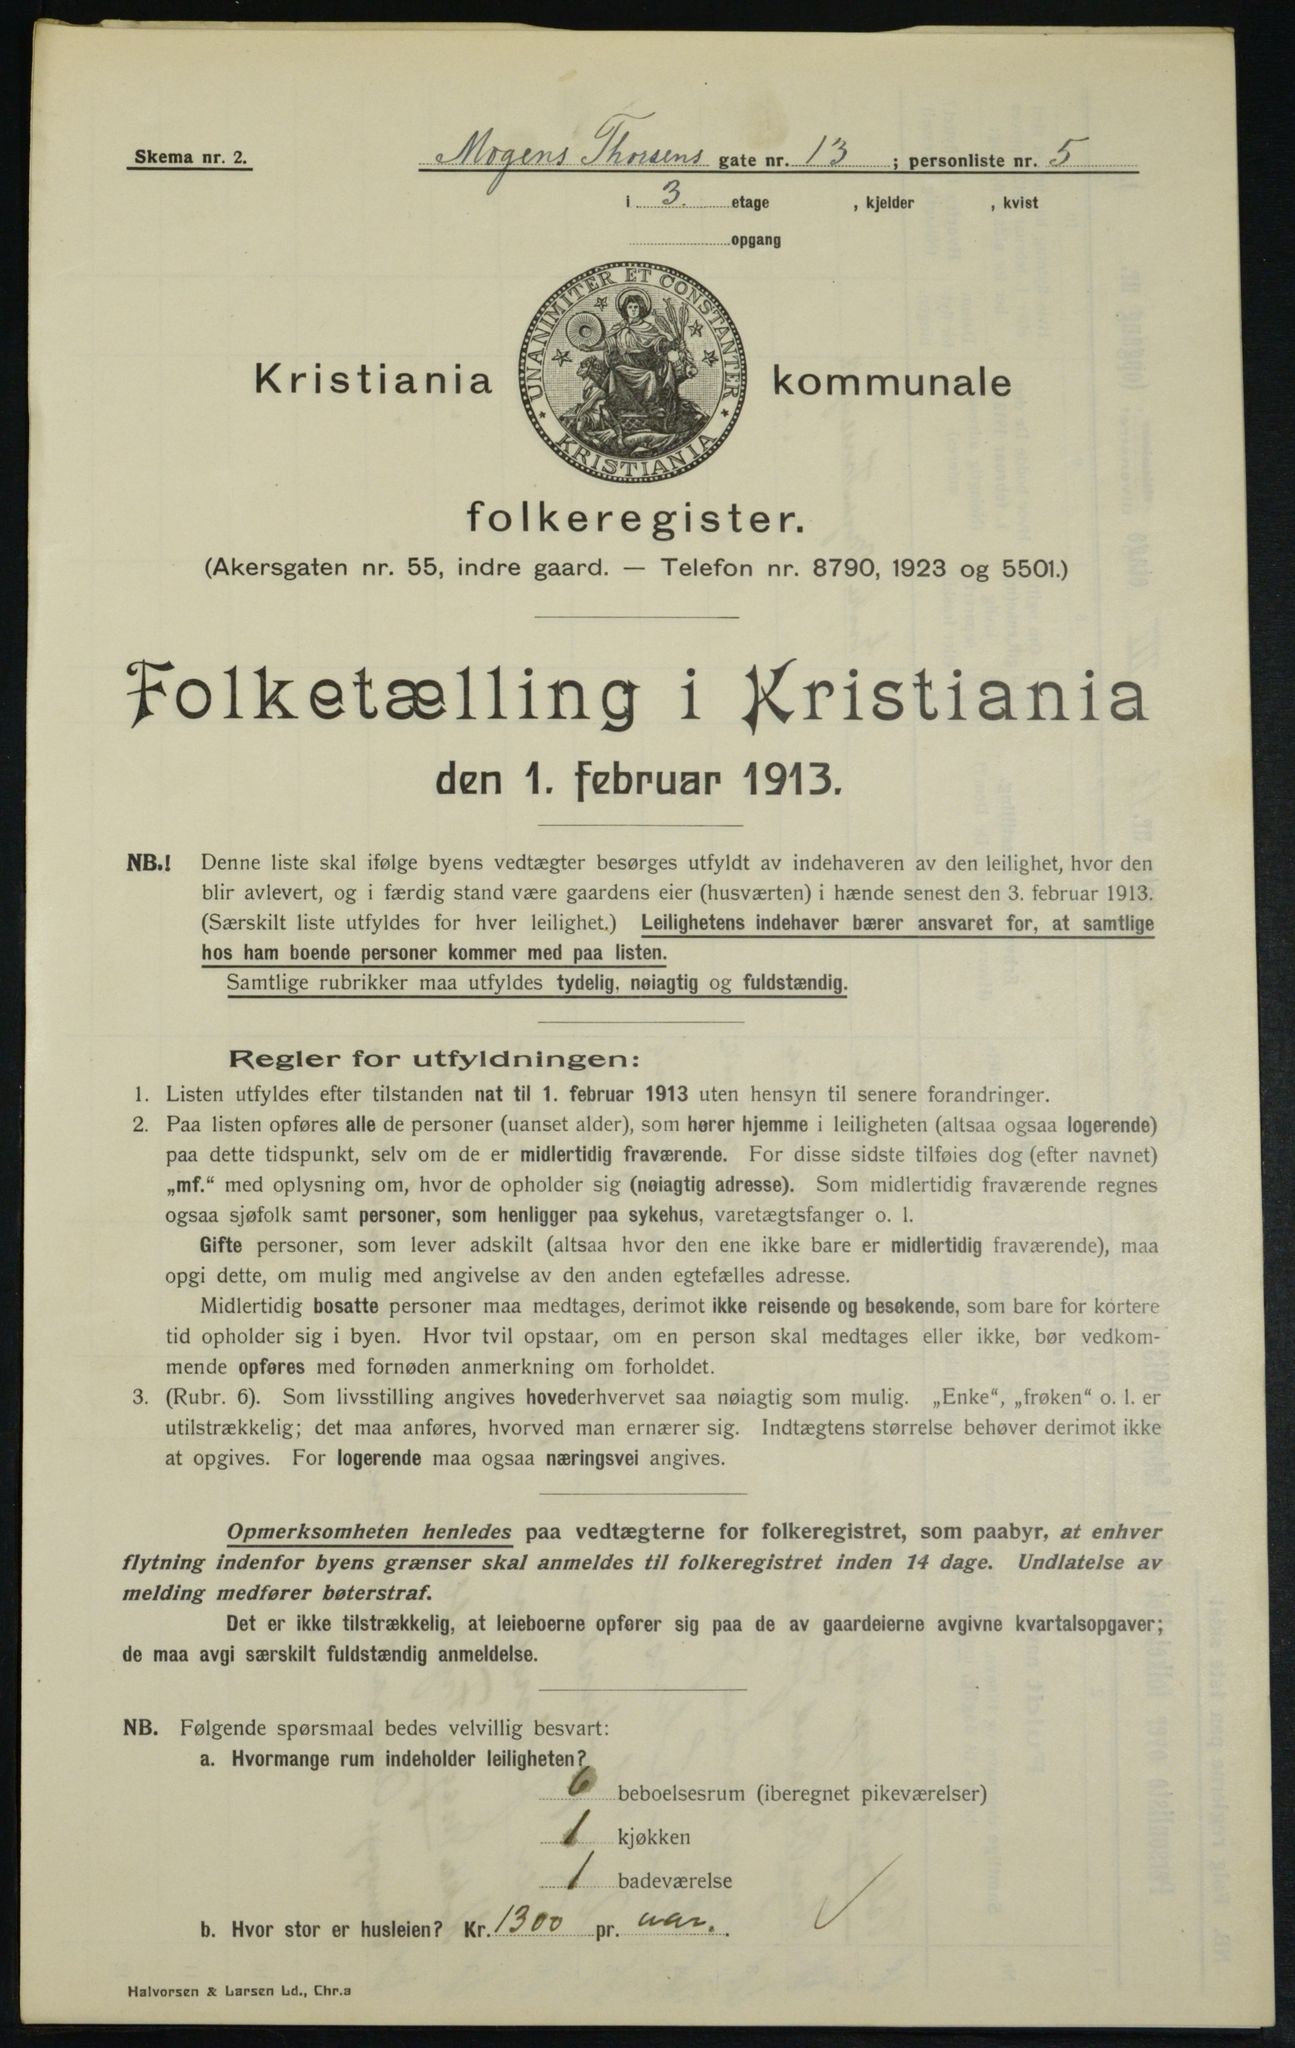 Skema nr. 2.
Mogens Thorsens gate nr. 13 ; personliste nr. 5
i 3. etage , kjelder , kvist
opgang
UNANIMITER ET CONSTANTER
KRISTIANIA
Kristiania kommunale
folkeregister.
(Akersgaten nr. 55, indre gaard. — Telefon nr. 8790, 1923 og 5501.)
Folketælling i Kristiania
den 1. februar 1913.
NB.! Denne liste skal ifølge byens vedtægter besørges utfyldt av indehaveren av den leilighet, hvor den
blir avlevert, og i færdig stand være gaardens eier (husværten) i hænde senest den 3. februar 1913.
(Særskilt liste utfyldes for hver leilighet.) Leilighetens indehaver bærer ansvaret for, at samtlige
hos ham boende personer kommer med paa listen.
Samtlige rubrikker maa utfyldes tydelig, nøiagtig og fuldstændig.
Regler for utfyldningen:
1. Listen utfyldes efter tilstanden nat til 1. februar 1913 uten hensyn til senere forandringer.
2. Paa listen opføres alle de personer (uanset alder), som hører hjemme i leiligheten (altsaa ogsaa logerende)
paa dette tidspunkt, selv om de er midlertidig fraværende. For disse sidste tilføies dog (efter navnet)
„mf.“ med oplysning om, hvor de opholder sig (nøiagtig adresse). Som midlertidig fraværende regnes
ogsaa sjøfolk samt personer, som henligger paa sykehus, varetægtsfanger o. l.
Gifte personer, som lever adskilt (altsaa hvor den ene ikke bare er midlertidig fraværende), maa
opgi dette, om mulig med angivelse av den anden egtefælles adresse.
Midlertidig bosatte personer maa medtages, derimot ikke reisende og besøkende, som bare for kortere
tid opholder sig i byen. Hvor tvil opstaar, om en person skal medtages eller ikke, bør vedkom-
mende opføres med fornøden anmerkning om forholdet.
3. (Rubr. 6). Som livsstilling angives hovederhvervet saa nøiagtig som mulig. „Enke“, „frøken“ o. l. er
utilstrækkelig; det maa anføres, hvorved man ernærer sig. Indtægtens størrelse behøver derimot ikke
at opgives. For logerende maa ogsaa næringsvei angives.
Opmerksomheten henledes paa vedtægterne for folkeregistret, som paabyr, at enhver
flytning indenfor byens grænser skal anmeldes til folkeregistret inden 14 dage. Undlatelse av
melding medfører bøterstraf.
Det er ikke tilstrækkelig, at leieboerne opfører sig paa de av gaardeierne avgivne kvartalsopgaver;
de maa avgi særskilt fuldstændig anmeldelse.
NB. Følgende spørsmaal bedes velvillig besvart:
a. Hvormange rum indeholder leiligheten?
6 beboelsesrum (iberegnet pikeværelser)
1 kjøkken
1 badeværelse
b. Hvor stor er husleien? Kr. 1300 pr. aar.
Halvorsen & Larsen Ld., Chr.a